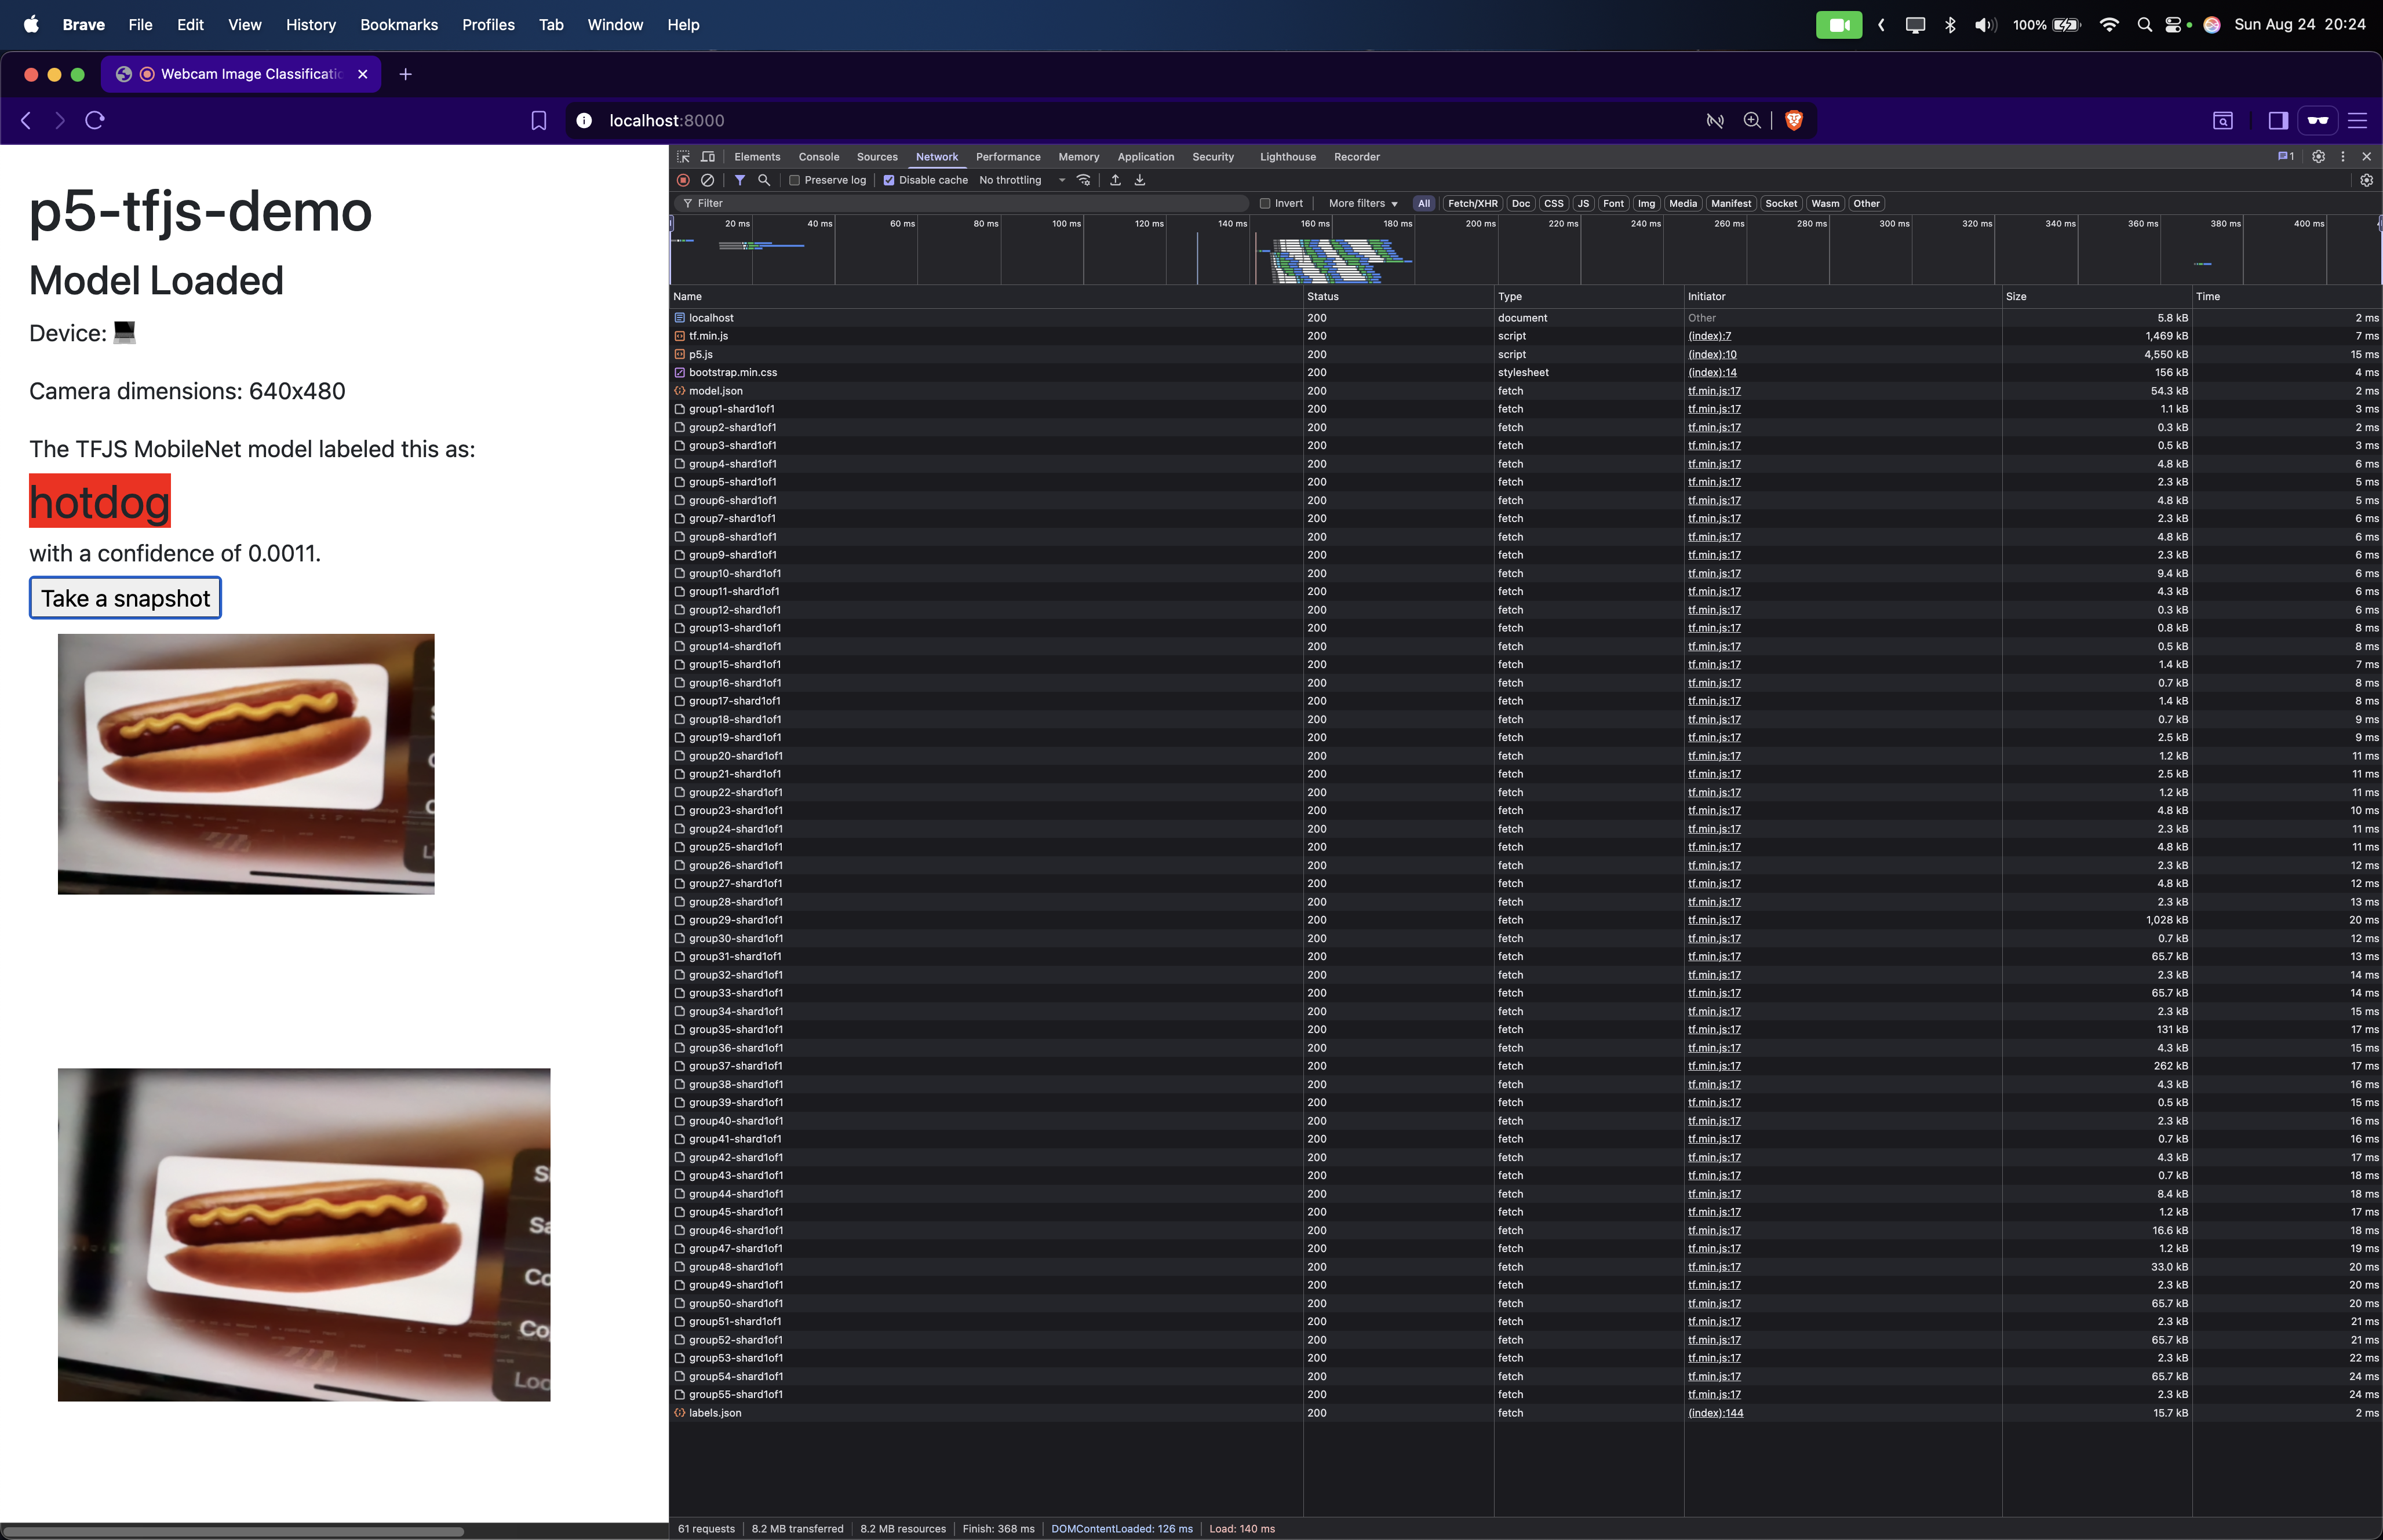 Brave File Edit View History Bookmarks Profiles Tab Window Help 100% Sun Aug 24 20:24
Webcam Image Classificatio
localhost:8000
p5-tfjs-demo
Model Loaded
Device:
Camera dimensions: 640x480
The TFJS MobileNet model labeled this as:
hotdog
with a confidence of 0.0011.
Take a snapshot
S
Sa
Co
Co
Loc
Elements Console Sources Network Performance Memory Application Security Lighthouse Recorder 1
Preserve log Disable cache No throttling
Filter Invert More filters All Fetch/XHR Doc CSS JS Font Img Media Manifest Socket Wasm Other
20 ms 40 ms 60 ms 80 ms 100 ms 120 ms 140 ms 160 ms 180 ms 200 ms 220 ms 240 ms 260 ms 280 ms 300 ms 320 ms 340 ms 360 ms 380 ms 400 ms
Name Status Type Initiator Size Time
localhost 200 document Other 5.8 kB 2 ms
tf.min.js 200 script (index):7 1,469 kB 7 ms
p5.js 200 script (index):10 4,550 kB 15 ms
bootstrap.min.css 200 stylesheet (index):14 156 kB 4 ms
model.json 200 fetch tf.min.js:17 54.3 kB 2 ms
group1-shard1of1 200 fetch tf.min.js:17 1.1 kB 3 ms
group2-shard1of1 200 fetch tf.min.js:17 0.3 kB 2 ms
group3-shard1of1 200 fetch tf.min.js:17 0.5 kB 3 ms
group4-shard1of1 200 fetch tf.min.js:17 4.8 kB 6 ms
group5-shard1of1 200 fetch tf.min.js:17 2.3 kB 5 ms
group6-shard1of1 200 fetch tf.min.js:17 4.8 kB 5 ms
group7-shard1of1 200 fetch tf.min.js:17 2.3 kB 6 ms
group8-shard1of1 200 fetch tf.min.js:17 4.8 kB 6 ms
group9-shard1of1 200 fetch tf.min.js:17 2.3 kB 6 ms
group10-shard1of1 200 fetch tf.min.js:17 9.4 kB 6 ms
group11-shard1of1 200 fetch tf.min.js:17 4.3 kB 6 ms
group12-shard1of1 200 fetch tf.min.js:17 0.3 kB 6 ms
group13-shard1of1 200 fetch tf.min.js:17 0.8 kB 8 ms
group14-shard1of1 200 fetch tf.min.js:17 0.5 kB 8 ms
group15-shard1of1 200 fetch tf.min.js:17 1.4 kB 7 ms
group16-shard1of1 200 fetch tf.min.js:17 0.7 kB 8 ms
group17-shard1of1 200 fetch tf.min.js:17 1.4 kB 8 ms
group18-shard1of1 200 fetch tf.min.js:17 0.7 kB 9 ms
group19-shard1of1 200 fetch tf.min.js:17 2.5 kB 9 ms
group20-shard1of1 200 fetch tf.min.js:17 1.2 kB 11 ms
group21-shard1of1 200 fetch tf.min.js:17 2.5 kB 11 ms
group22-shard1of1 200 fetch tf.min.js:17 1.2 kB 11 ms
group23-shard1of1 200 fetch tf.min.js:17 4.8 kB 10 ms
group24-shard1of1 200 fetch tf.min.js:17 2.3 kB 11 ms
group25-shard1of1 200 fetch tf.min.js:17 4.8 kB 11 ms
group26-shard1of1 200 fetch tf.min.js:17 2.3 kB 12 ms
group27-shard1of1 200 fetch tf.min.js:17 4.8 kB 12 ms
group28-shard1of1 200 fetch tf.min.js:17 2.3 kB 13 ms
group29-shard1of1 200 fetch tf.min.js:17 1,028 kB 20 ms
group30-shard1of1 200 fetch tf.min.js:17 0.7 kB 12 ms
group31-shard1of1 200 fetch tf.min.js:17 65.7 kB 13 ms
group32-shard1of1 200 fetch tf.min.js:17 2.3 kB 14 ms
group33-shard1of1 200 fetch tf.min.js:17 65.7 kB 14 ms
group34-shard1of1 200 fetch tf.min.js:17 2.3 kB 15 ms
group35-shard1of1 200 fetch tf.min.js:17 131 kB 17 ms
group36-shard1of1 200 fetch tf.min.js:17 4.3 kB 15 ms
group37-shard1of1 200 fetch tf.min.js:17 262 kB 17 ms
group38-shard1of1 200 fetch tf.min.js:17 4.3 kB 16 ms
group39-shard1of1 200 fetch tf.min.js:17 0.5 kB 15 ms
group40-shard1of1 200 fetch tf.min.js:17 2.3 kB 16 ms
group41-shard1of1 200 fetch tf.min.js:17 0.7 kB 16 ms
group42-shard1of1 200 fetch tf.min.js:17 4.3 kB 17 ms
group43-shard1of1 200 fetch tf.min.js:17 0.7 kB 18 ms
group44-shard1of1 200 fetch tf.min.js:17 8.4 kB 18 ms
group45-shard1of1 200 fetch tf.min.js:17 1.2 kB 17 ms
group46-shard1of1 200 fetch tf.min.js:17 16.6 kB 18 ms
group47-shard1of1 200 fetch tf.min.js:17 1.2 kB 19 ms
group48-shard1of1 200 fetch tf.min.js:17 33.0 kB 20 ms
group49-shard1of1 200 fetch tf.min.js:17 2.3 kB 20 ms
group50-shard1of1 200 fetch tf.min.js:17 65.7 kB 20 ms
group51-shard1of1 200 fetch tf.min.js:17 2.3 kB 21 ms
group52-shard1of1 200 fetch tf.min.js:17 65.7 kB 21 ms
group53-shard1of1 200 fetch tf.min.js:17 2.3 kB 22 ms
group54-shard1of1 200 fetch tf.min.js:17 65.7 kB 24 ms
group55-shard1of1 200 fetch tf.min.js:17 2.3 kB 24 ms
labels.json 200 fetch (index):144 15.7 kB 2 ms
61 requests 8.2 MB transferred 8.2 MB resources Finish: 368 ms DOMContentLoaded: 126 ms Load: 140 ms